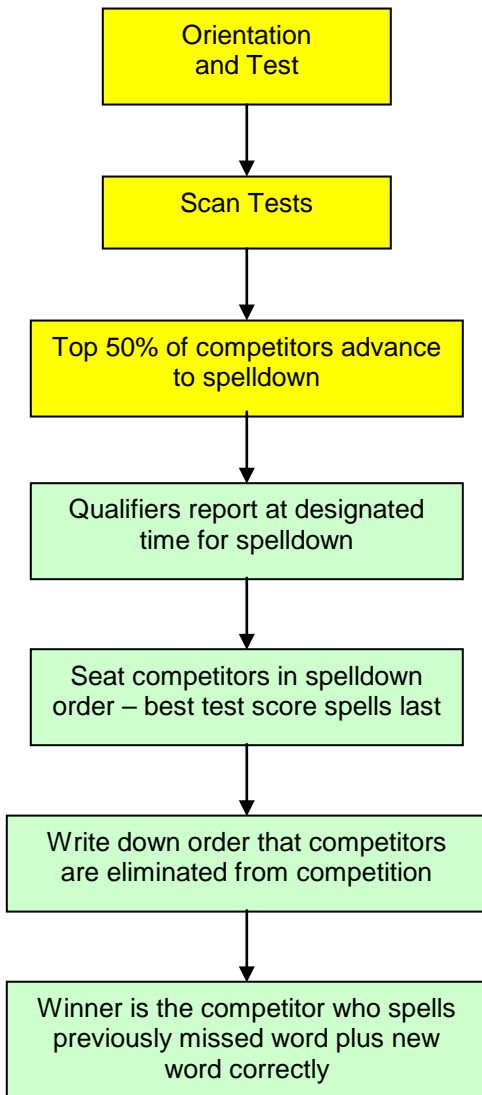 Orientation
and Test
Scan Tests
Top 50% of competitors advance
to spelldown
Qualifiers report at designated
time for spelldown
Seat competitors in spelldown
order – best test score spells last
Write down order that competitors
are eliminated from competition
Winner is the competitor who spells
previously missed word plus new
word correctly